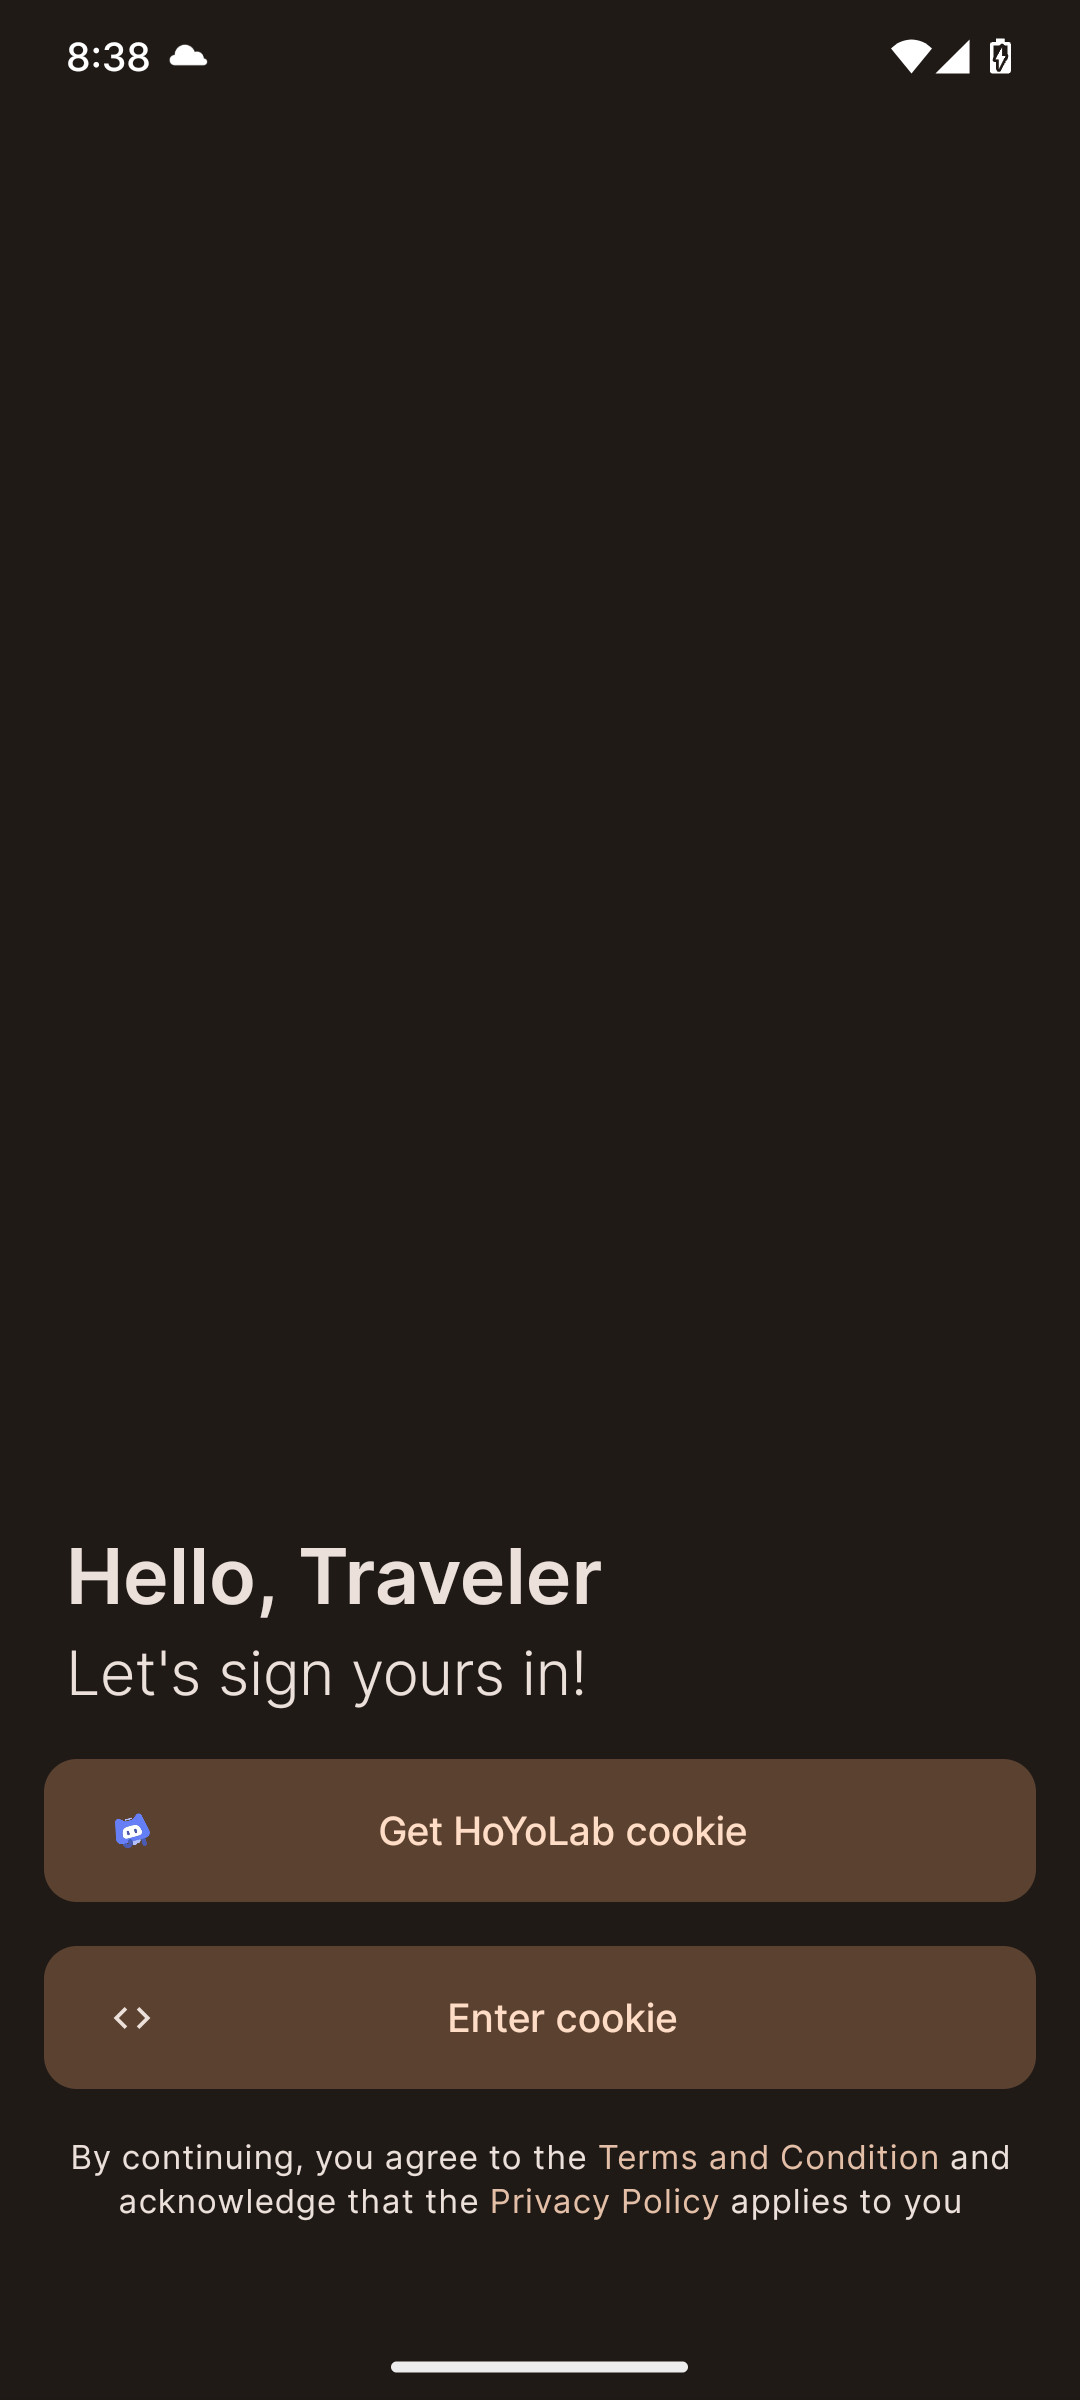 8:38
Hello, Traveler
Let's sign yours in!
Get HoYoLab cookie
Enter cookie
By continuing, you agree to the Terms and Condition and
acknowledge that the Privacy Policy applies to you